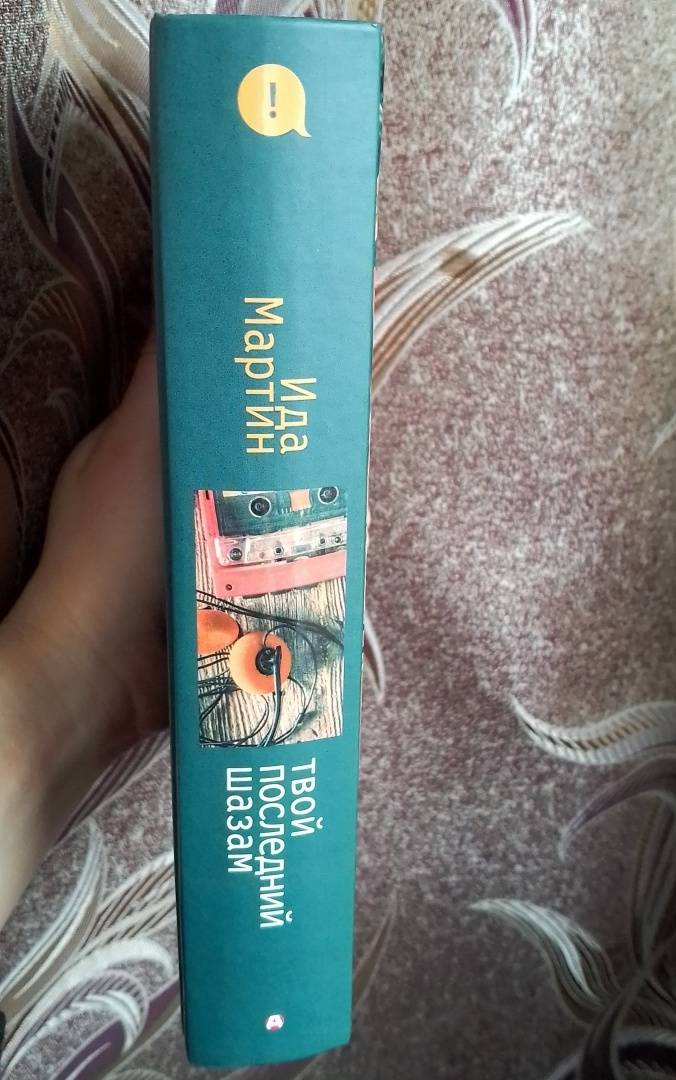 !
Ида
Мартин
твой
последний
шазам